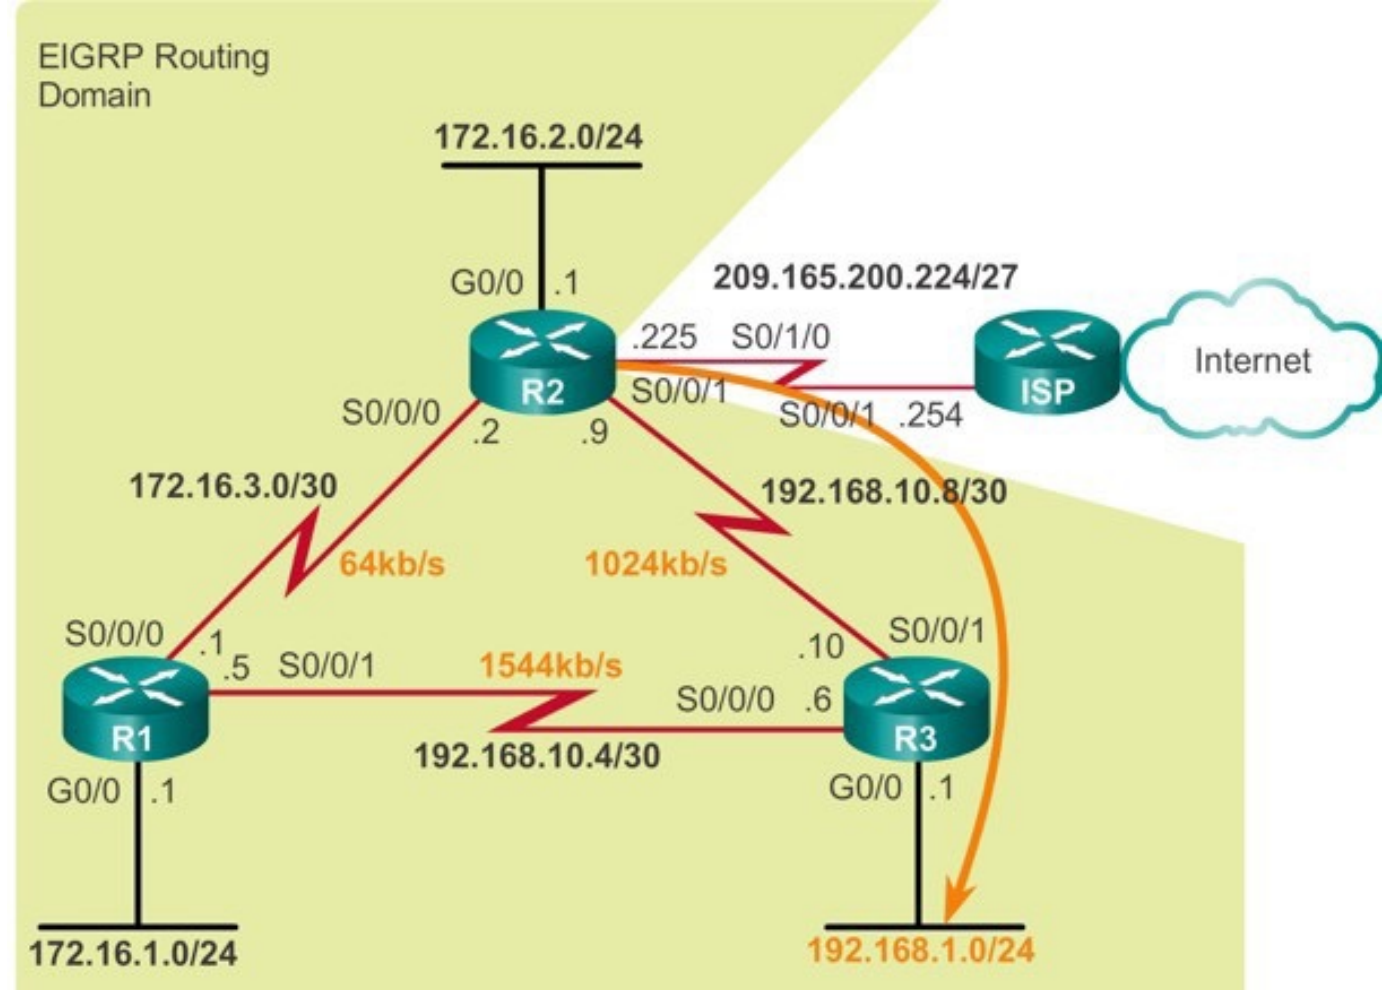 EIGRP Routing
Domain
172.16.2.0/24
G0/0 .1
209.165.200.224/27
.225 S0/1/0
R2
S0/0/1
ISP
Internet
S0/0/0
.2
.9
S0/0/1 .254
172.16.3.0/30
192.168.10.8/30
64kb/s
1024kb/s
S0/0/0
.1
.5
S0/0/1
1544kb/s
.10
S0/0/1
S0/0/0
.6
R1
R3
192.168.10.4/30
G0/0 .1
G0/0 .1
172.16.1.0/24
192.168.1.0/24